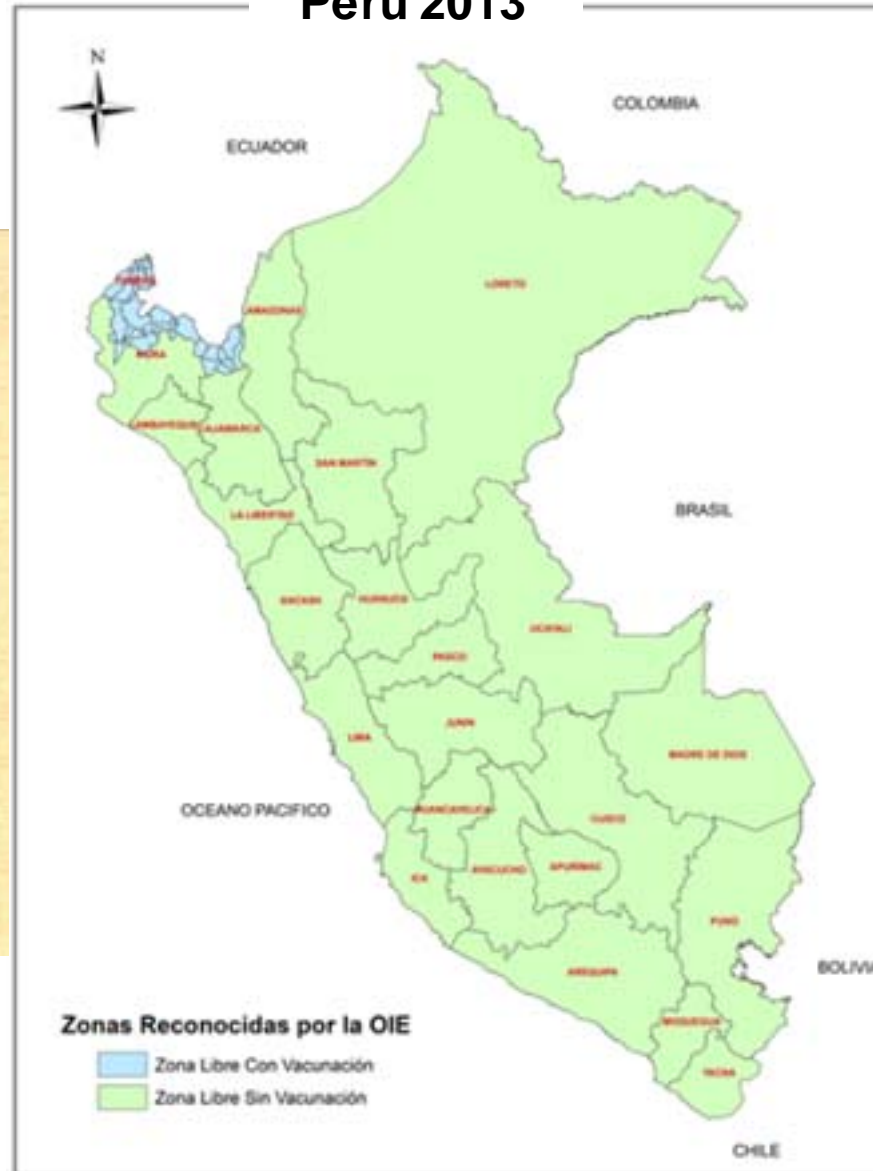 Perú 2013
N
COLOMBIA
ECUADOR
TUMBES
LORETO
AMAZONAS
PIURA
LAMBAYEQUE
CAJAMARCA
SAN MARTIN
LA LIBERTAD
BRASIL
ANCASH
HUANUCO
UCAYALI
PASCO
LIMA
JUNIN
MADRE DE DIOS
OCEANO PACIFICO
HUANCAVELICA
CUSCO
ICA
AYACUCHO
APURIMAC
PUNO
BOLIVIA
AREQUIPA
MOQUEGUA
TACNA
Zonas Reconocidas por la OIE
Zona Libre Con Vacunación
Zona Libre Sin Vacunación
CHILE